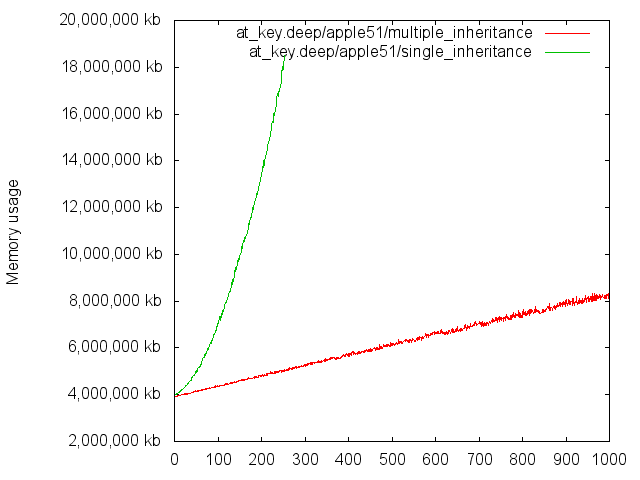 20,000,000 kb
at_key.deep/apple51/multiple_inheritance
at_key.deep/apple51/single_inheritance
18,000,000 kb
16,000,000 kb
14,000,000 kb
12,000,000 kb
10,000,000 kb
8,000,000 kb
6,000,000 kb
4,000,000 kb
2,000,000 kb
Memory usage
0 100 200 300 400 500 600 700 800 900 1000